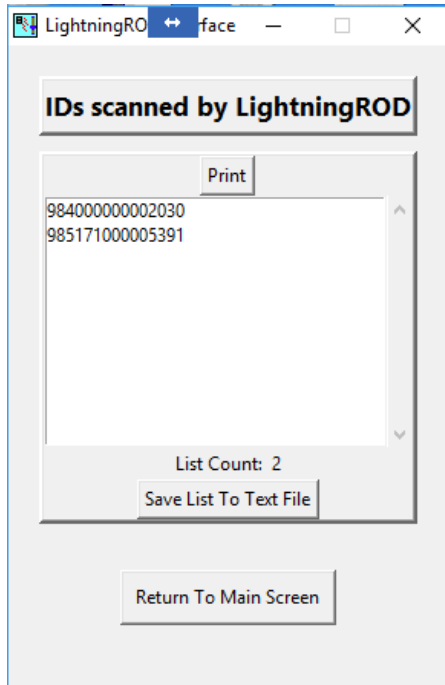 LightningRO rface
IDs scanned by LightningROD
Print
984000000002030
985171000005391
List Count: 2
Save List To Text File
Return To Main Screen